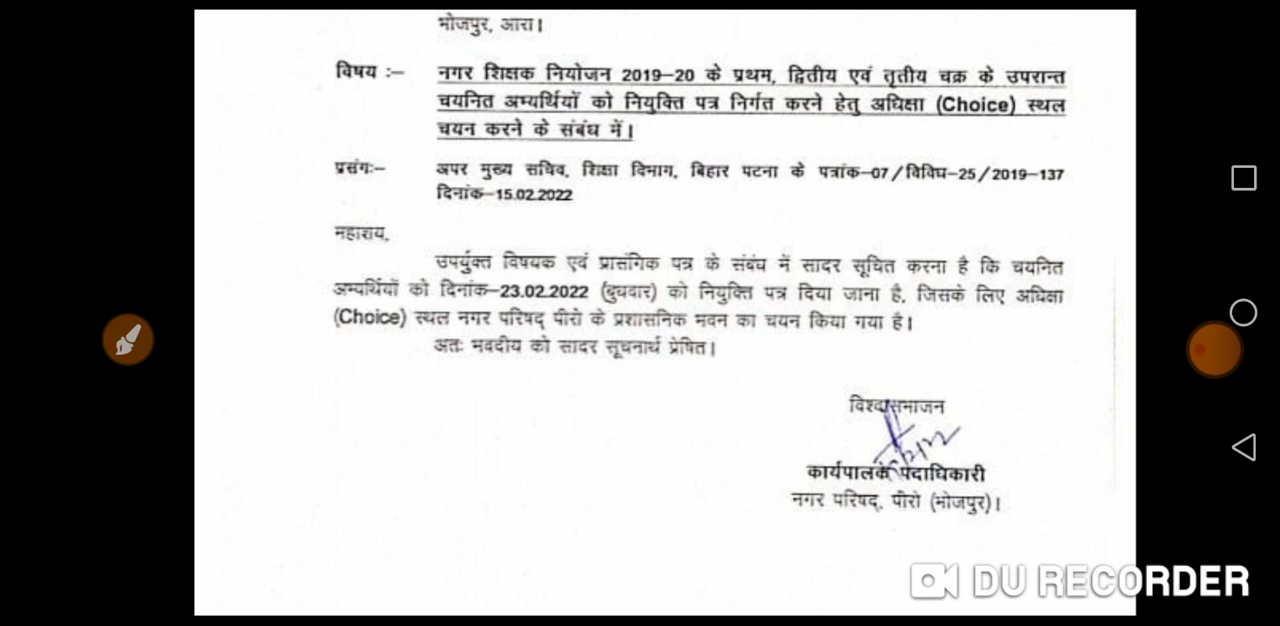 भोजपुर, आरा।
विषय :– नगर शिक्षक नियोजन 2019–20 के प्रथम, द्वितीय एवं तृतीय चक्र के उपरान्त
चयनित अभ्यर्थियों को नियुक्ति पत्र निर्गत करने हेतु अधिक्षा (Choice) स्थल
चयन करने के संबंध में।
प्रसंगः– अपर मुख्य सचिव, शिक्षा विभाग, बिहार पटना के पत्रांक–07/विविध–25/2019–137
दिनांक–15.02.2022
महाशय,
उपर्युक्त विषयक एवं प्रासंगिक पत्र के संबंध में सादर सूचित करना है कि चयनित
अभ्यर्थियों को दिनांक–23.02.2022 (बुधवार) को नियुक्ति पत्र दिया जाना है, जिसके लिए अधिक्षा
(Choice) स्थल नगर परिषद् पीरो के प्रशासनिक भवन का चयन किया गया है।
अतः भवदीय को सादर सूचनार्थ प्रेषित।
विश्वासभाजन
कार्यपालक पदाधिकारी
नगर परिषद्, पीरो (भोजपुर)।
DU RECORDER